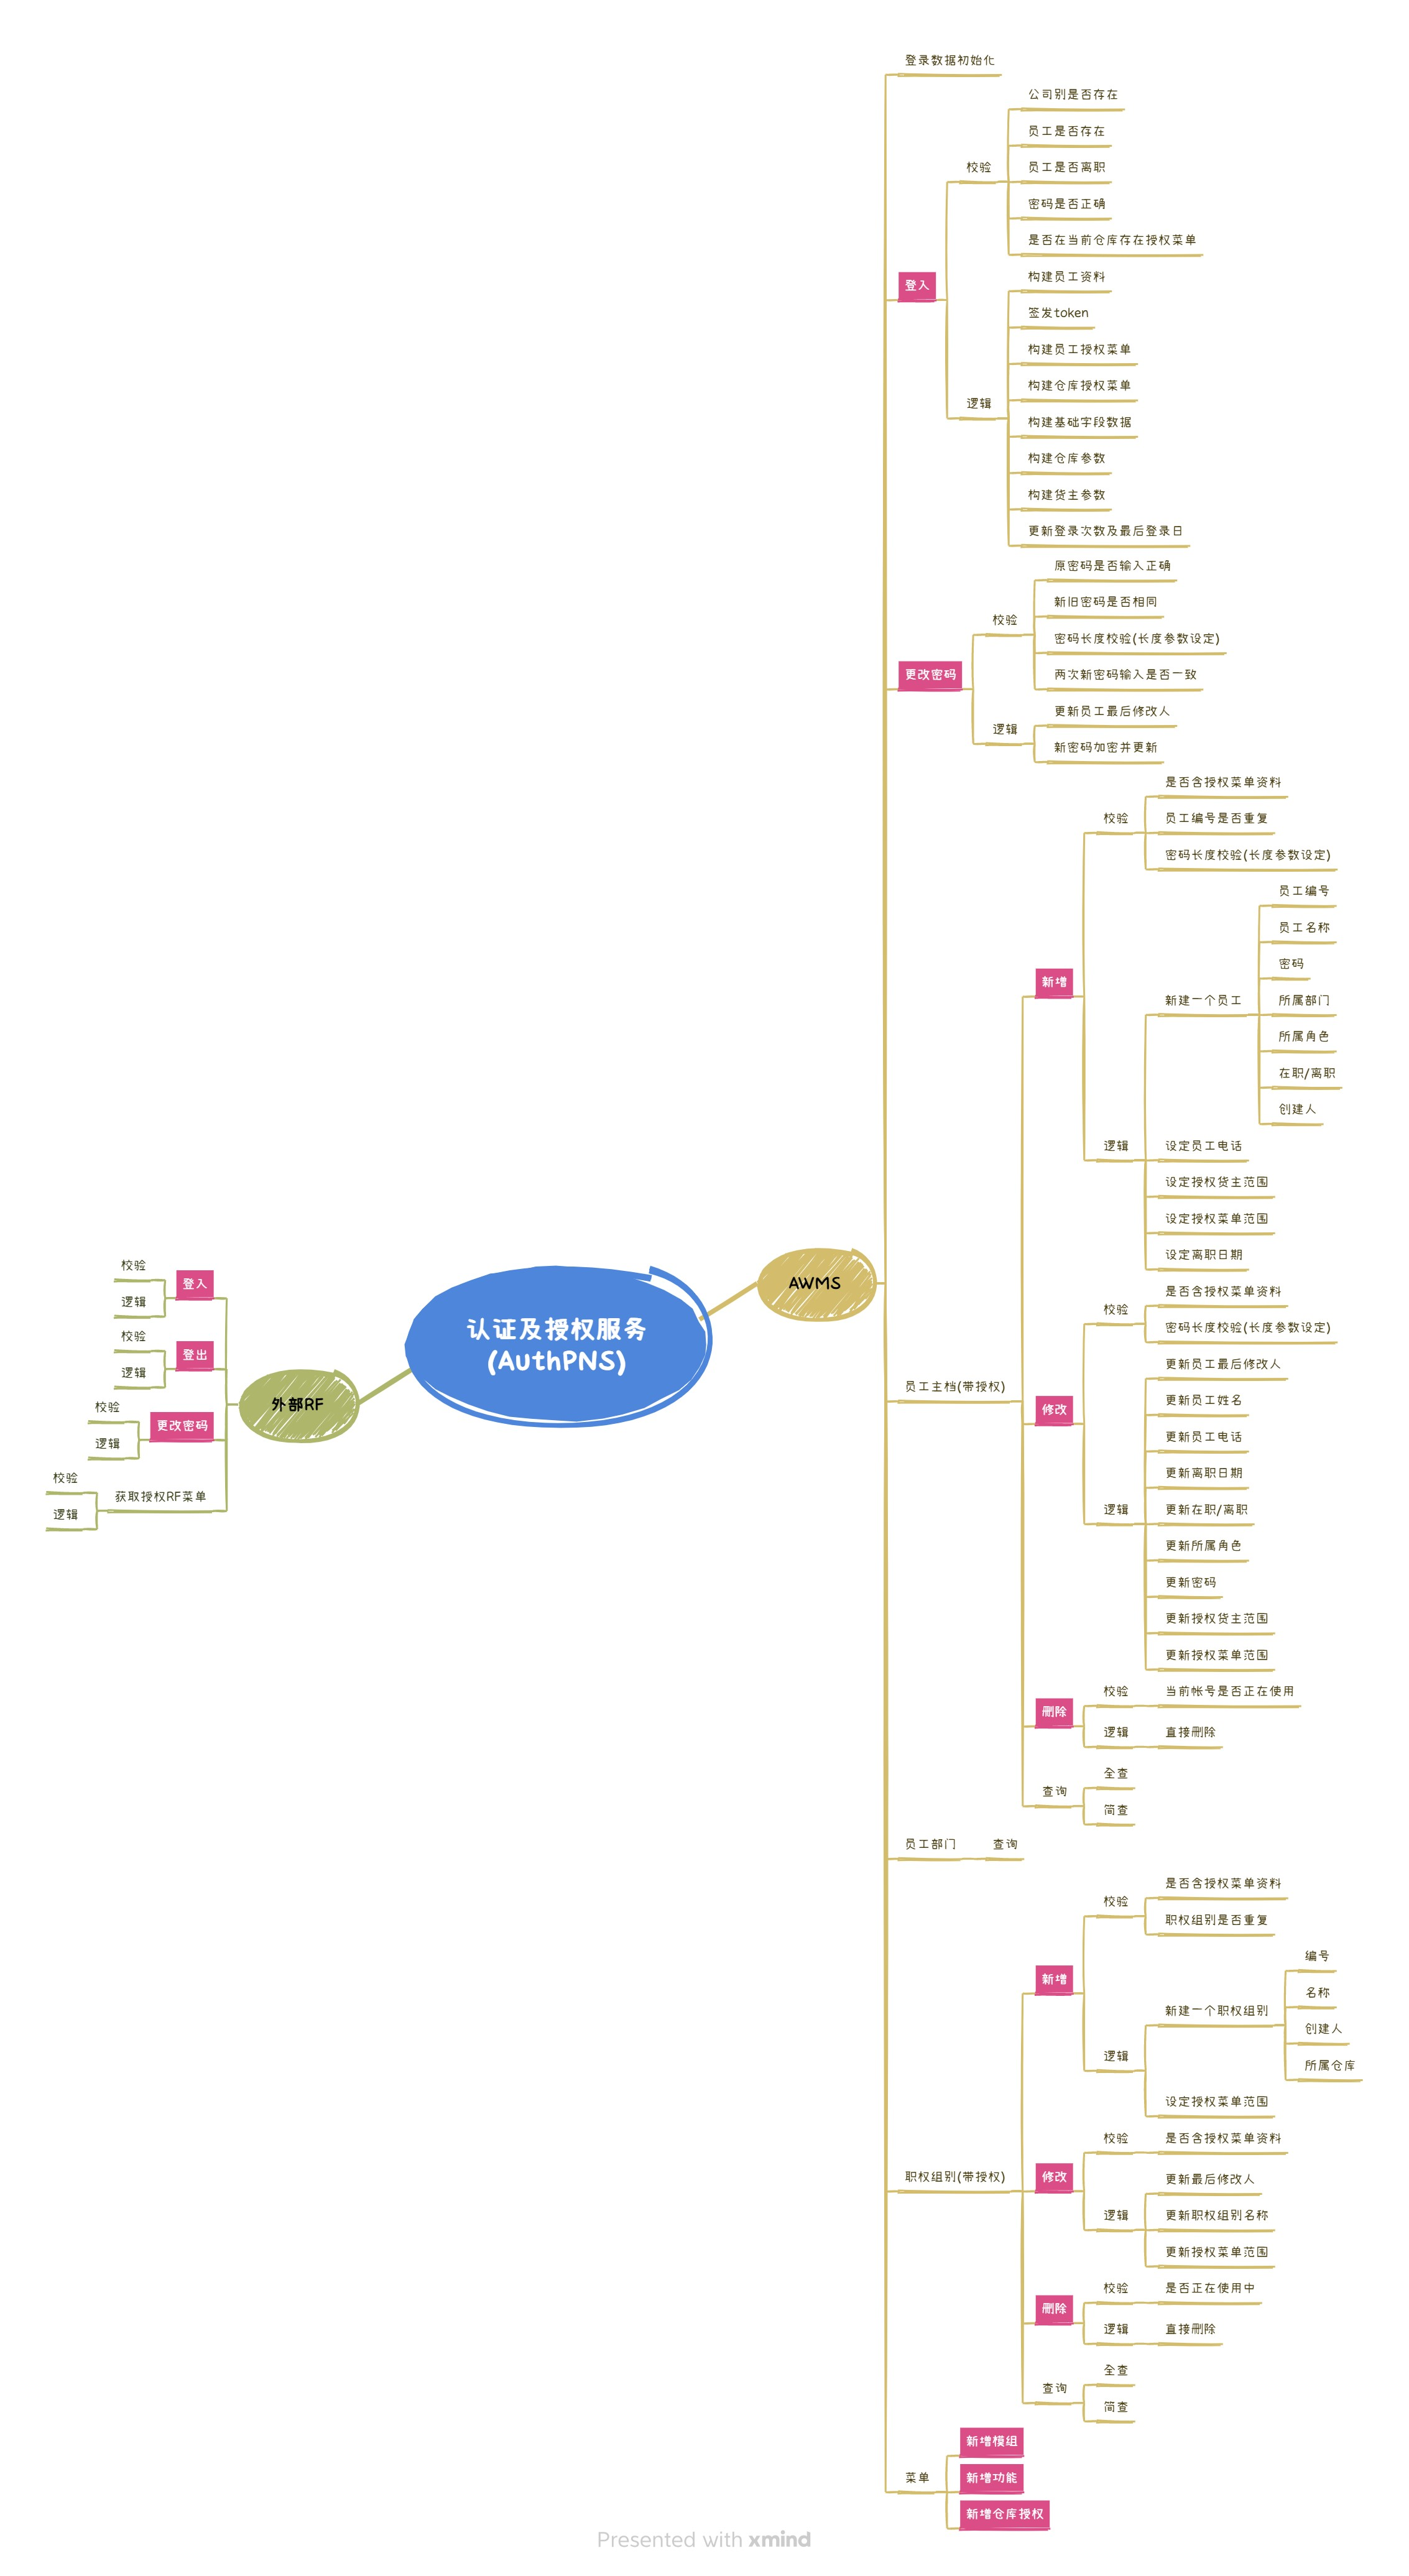 认证及授权服务
(AuthPNS)
AWMS
登录数据初始化
登入
校验
公司别是否存在
员工是否存在
员工是否离职
密码是否正确
是否在当前仓库存在授权菜单
逻辑
构建员工资料
签发token
构建员工授权菜单
构建仓库授权菜单
构建基础字段数据
构建仓库参数
构建货主参数
更新登录次数及最后登录日
更改密码
校验
原密码是否输入正确
新旧密码是否相同
密码长度校验(长度参数设定)
两次新密码输入是否一致
逻辑
更新员工最后修改人
新密码加密并更新
员工主档(带授权)
新增
校验
是否含授权菜单资料
员工编号是否重复
密码长度校验(长度参数设定)
逻辑
新建一个员工
员工编号
员工名称
密码
所属部门
所属角色
在职/离职
创建人
设定员工电话
设定授权货主范围
设定授权菜单范围
设定离职日期
修改
校验
是否含授权菜单资料
密码长度校验(长度参数设定)
逻辑
更新员工最后修改人
更新员工姓名
更新员工电话
更新离职日期
更新在职/离职
更新所属角色
更新密码
更新授权货主范围
更新授权菜单范围
删除
校验
当前帐号是否正在使用
逻辑
直接删除
查询
全查
简查
员工部门
查询
职权组别(带授权)
新增
校验
是否含授权菜单资料
职权组别是否重复
逻辑
新建一个职权组别
编号
名称
创建人
所属仓库
设定授权菜单范围
修改
校验
是否含授权菜单资料
逻辑
更新最后修改人
更新职权组别名称
更新授权菜单范围
删除
校验
是否正在使用中
逻辑
直接删除
查询
全查
简查
菜单
新增模组
新增功能
新增仓库授权
外部RF
登入
校验
逻辑
登出
校验
逻辑
更改密码
校验
逻辑
获取授权RF菜单
校验
逻辑
Presented with xmind